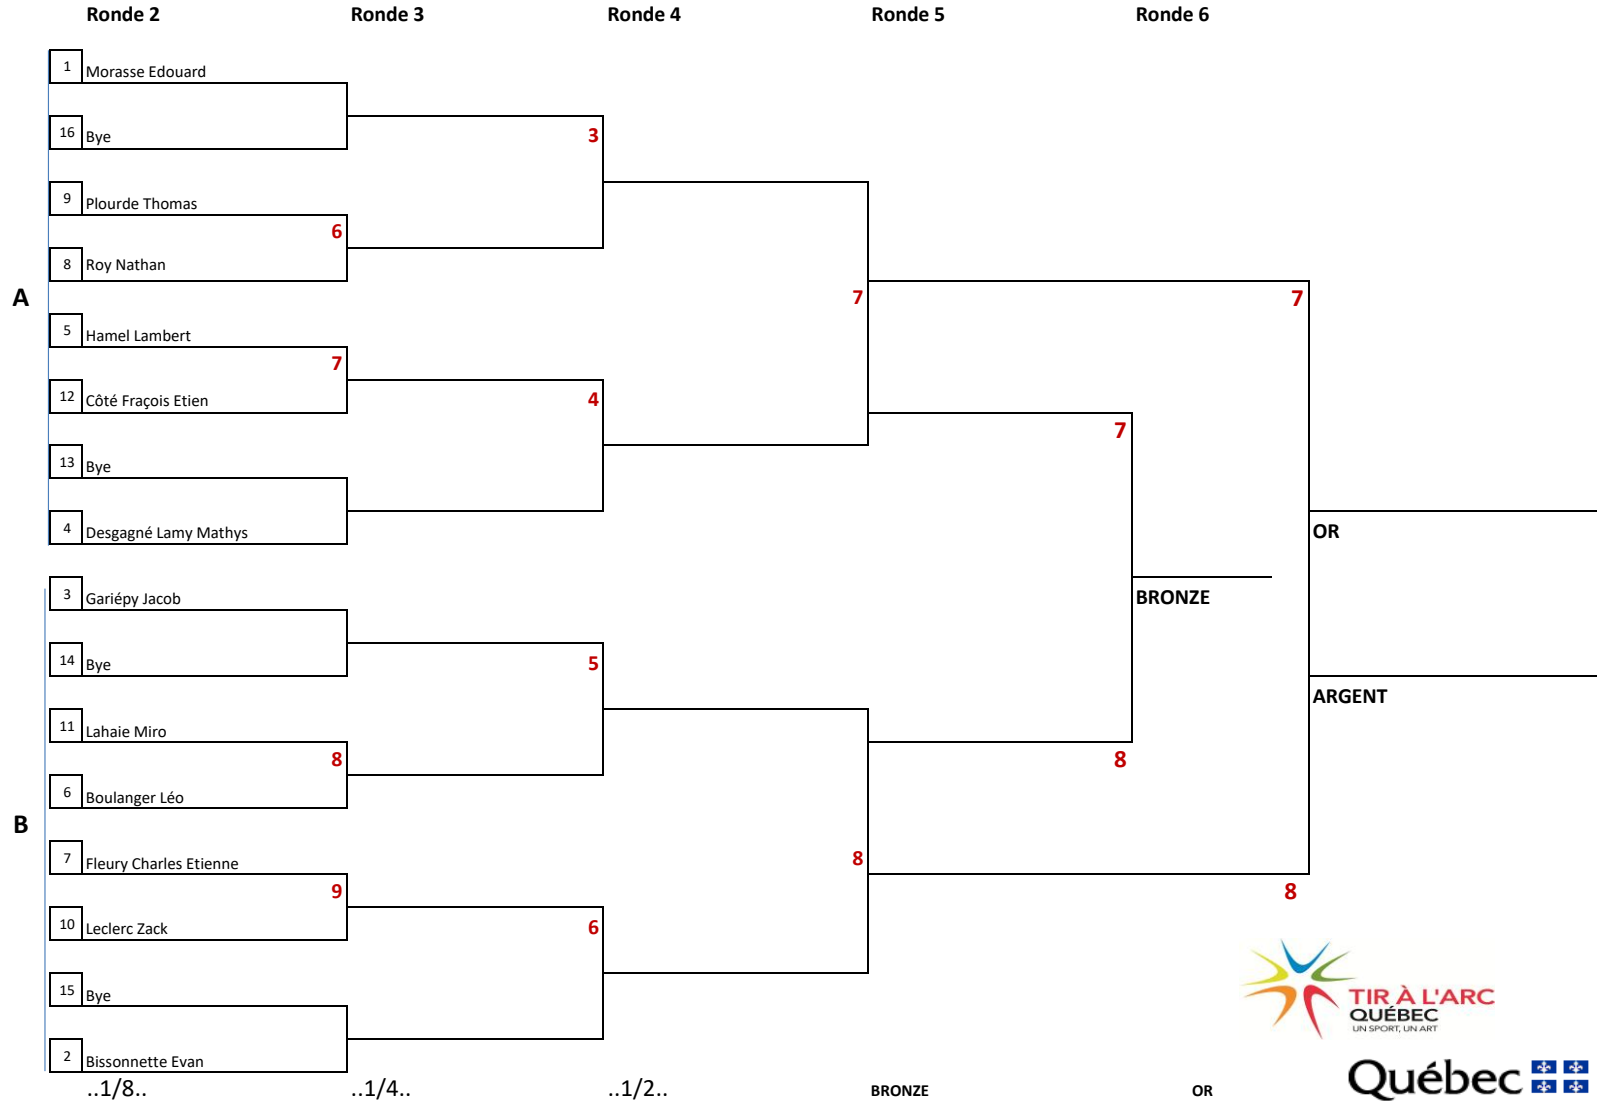 Ronde 2 Ronde 3 Ronde 4 Ronde 5 Ronde 6
1 Morasse Edouard
16 Bye
3
9 Plourde Thomas
6
8 Roy Nathan
A
7
7
5 Hamel Lambert
7
12 Côté Fraçois Etien
4
7
13 Bye
4 Desgagné Lamy Mathys
OR
3 Gariépy Jacob
BRONZE
14 Bye
5
ARGENT
11 Lahaie Miro
8
8
6 Boulanger Léo
B
7 Fleury Charles Etienne
8
9
8
10 Leclerc Zack
6
15 Bye
TIR À L'ARC
QUÉBEC
UN SPORT, UN ART
2 Bissonnette Evan
..1/8.. ..1/4.. ..1/2.. BRONZE OR
Québec